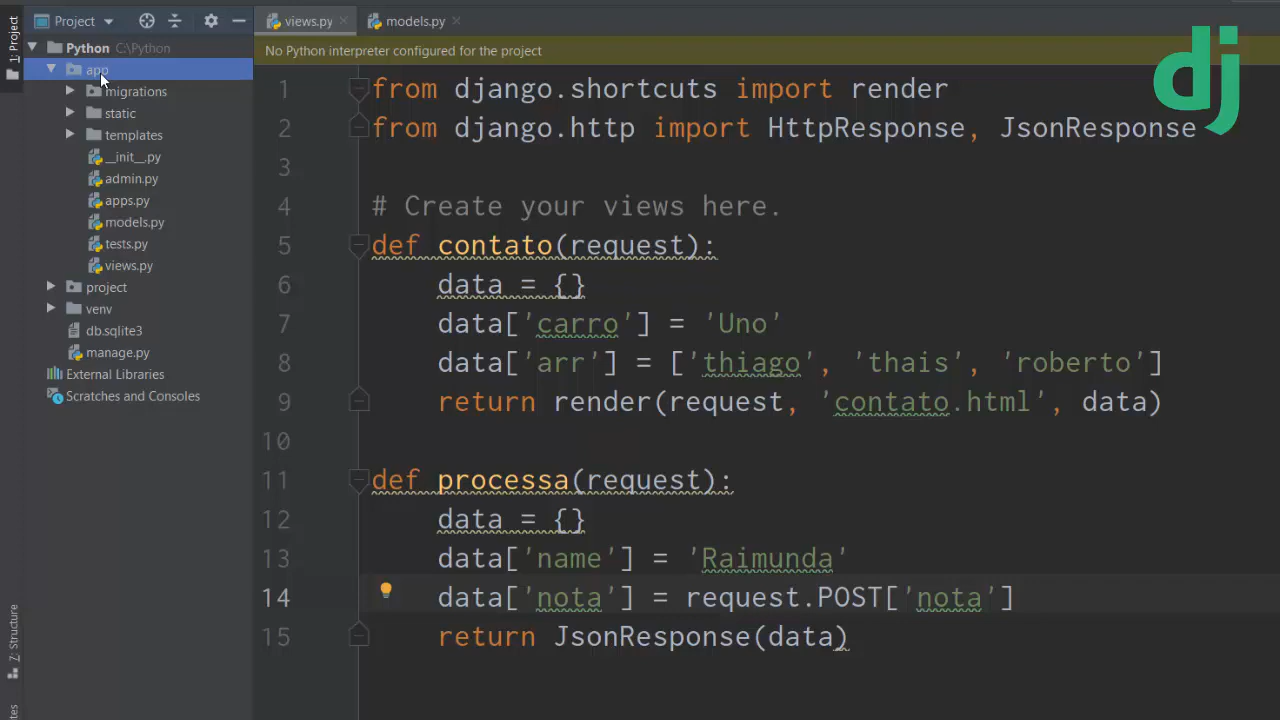 Project
views.py
models.py
1: Project
Python C:\Python
No Python interpreter configured for the project
app
migrations
static
templates
__init__.py
admin.py
apps.py
models.py
tests.py
views.py
project
venv
db.sqlite3
manage.py
External Libraries
Scratches and Consoles
7: Structure
1 from django.shortcuts import render
2 from django.http import HttpResponse, JsonResponse
3
4 # Create your views here.
5 def contato(request):
6 data = {}
7 data['carro'] = 'Uno'
8 data['arr'] = ['thiago', 'thais', 'roberto']
9 return render(request, 'contato.html', data)
10
11 def processa(request):
12 data = {}
13 data['name'] = 'Raimunda'
14 data['nota'] = request.POST['nota']
15 return JsonResponse(data)
dj